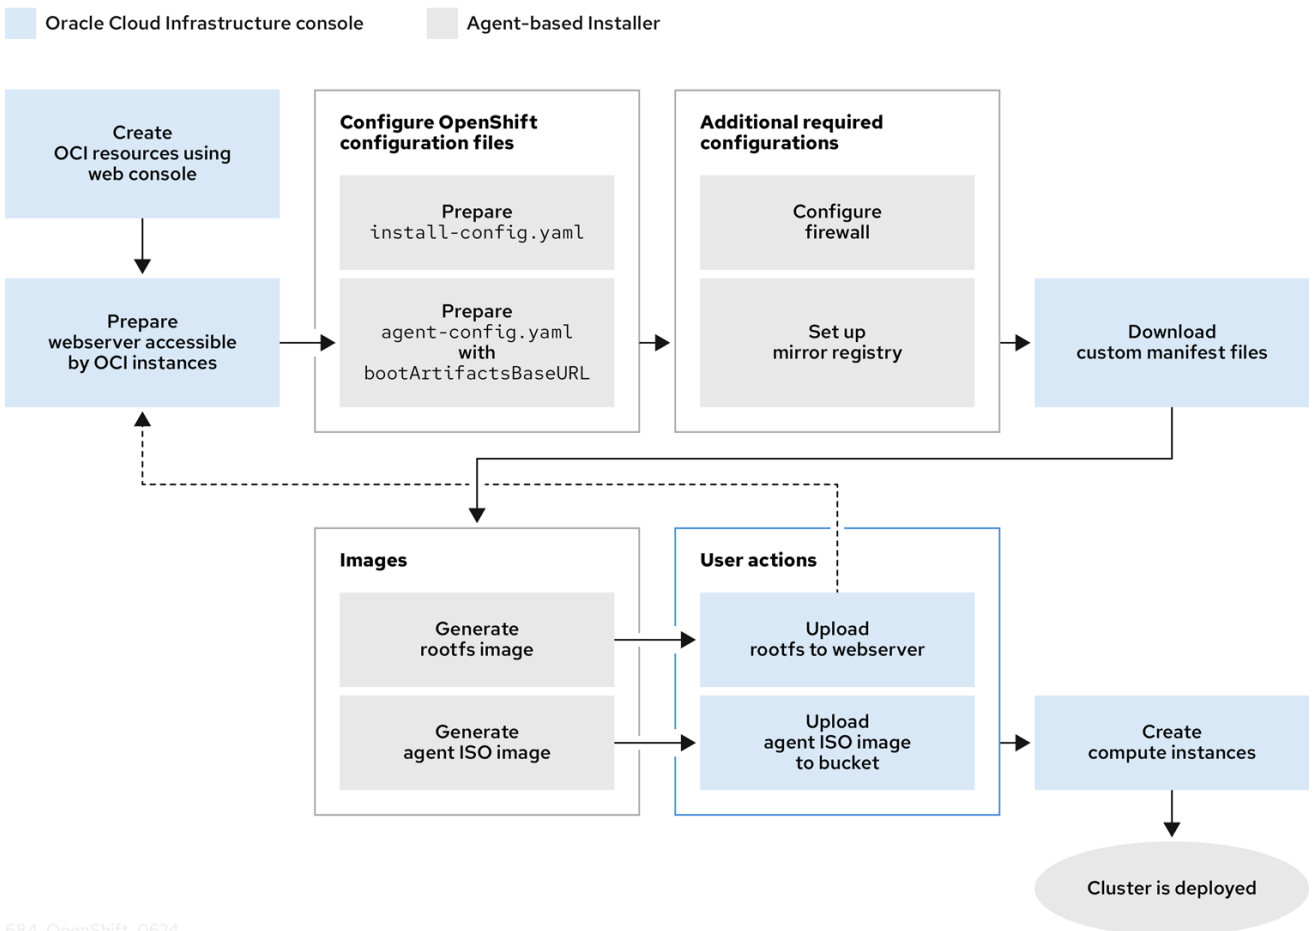 Oracle Cloud Infrastructure console
Agent-based Installer
Create
OCI resources using
web console
Prepare
webserver accessible
by OCI instances
Configure OpenShift
configuration files
Prepare
install-config.yaml
Prepare
agent-config.yaml
with
bootArtifactsBaseURL
Additional required
configurations
Configure
firewall
Set up
mirror registry
Download
custom manifest files
Images
Generate
rootfs image
Generate
agent ISO image
User actions
Upload
rootfs to webserver
Upload
agent ISO image
to bucket
Create
compute instances
Cluster is deployed
684_OpenShift_0624